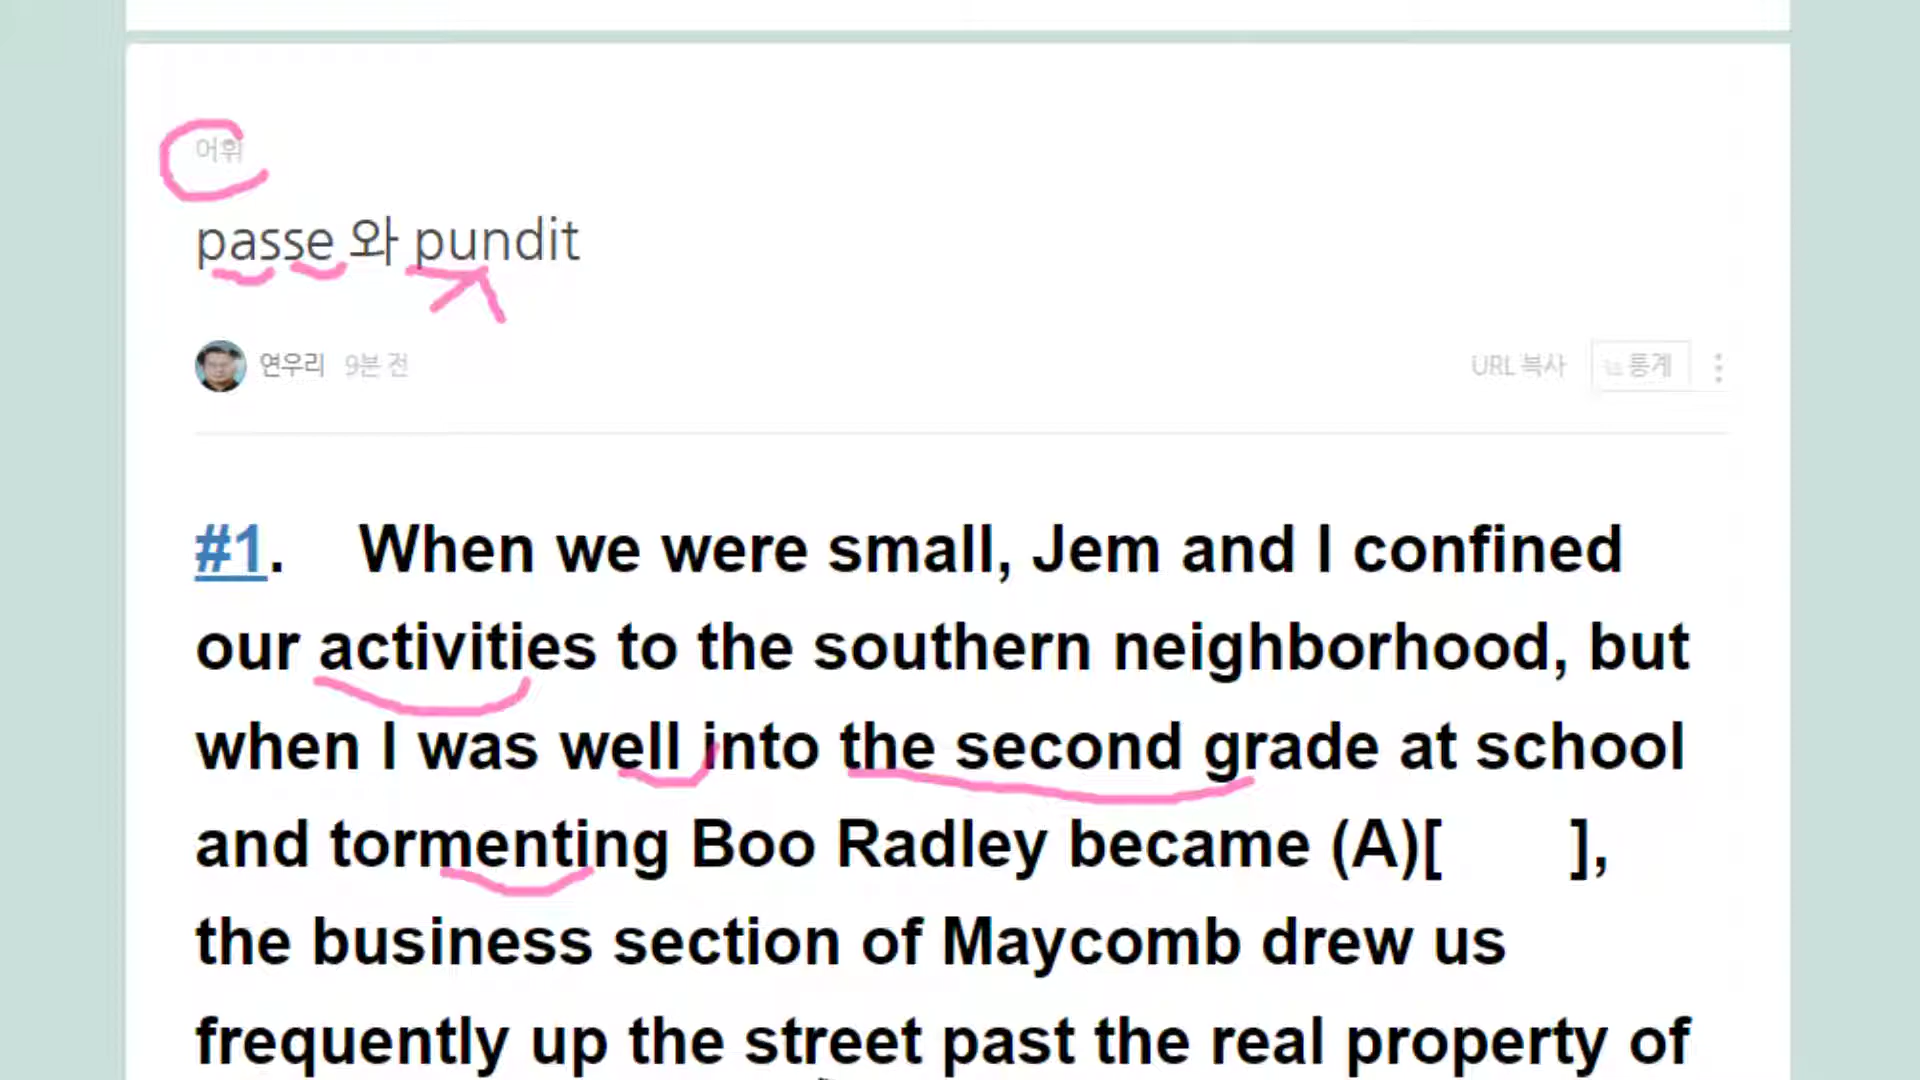 어휘
passe 와 pundit
연우리 9분 전
URL 복사 통계
#1. When we were small, Jem and I confined
our activities to the southern neighborhood, but
when I was well into the second grade at school
and tormenting Boo Radley became (A)[ ],
the business section of Maycomb drew us
frequently up the street past the real property of